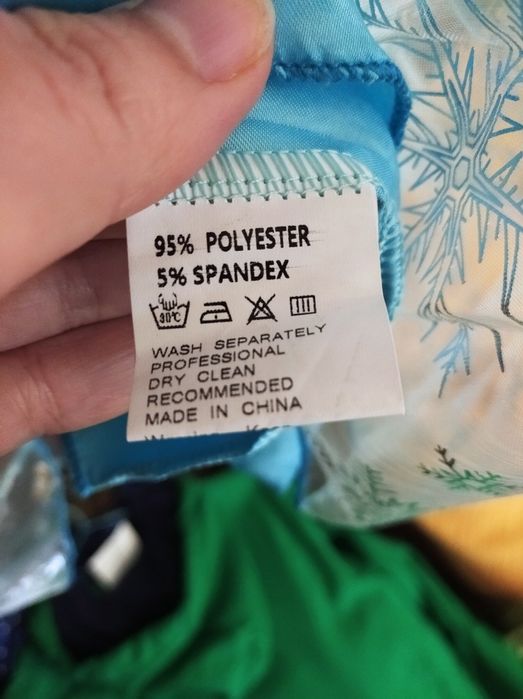 95% POLYESTER
5% SPANDEX
30°C
WASH SEPARATELY
PROFESSIONAL
DRY CLEAN
RECOMMENDED
MADE IN CHINA